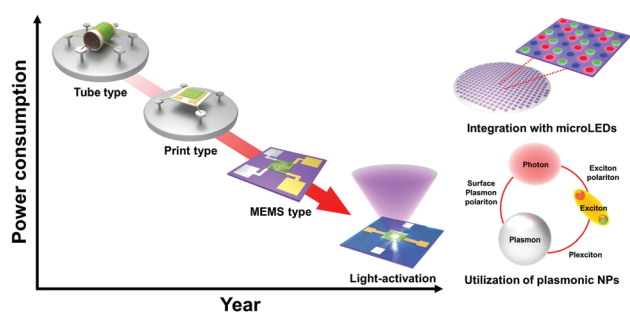 Power consumption
Year
Tube type
Print type
MEMS type
Light-activation
Integration with microLEDs
Photon
Exciton
polariton
Surface
Plasmon
polariton
Exciton
Plasmon
Plexciton
Utilization of plasmonic NPs